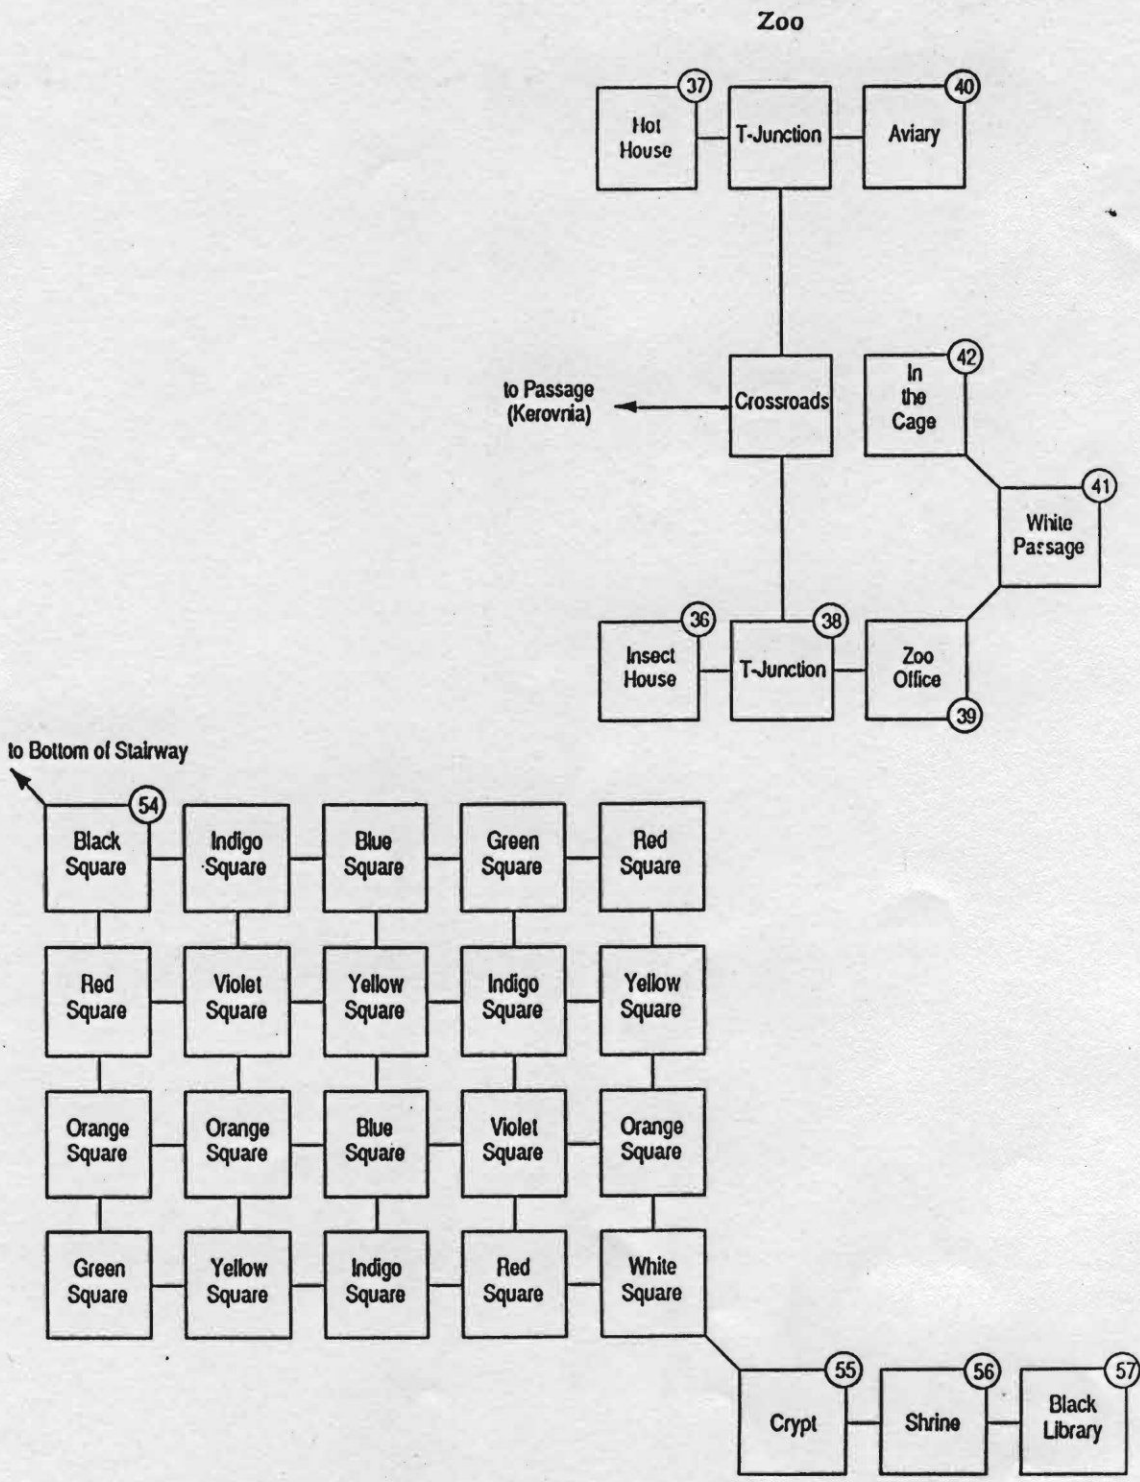 Zoo
37
40
Hot
House
T-Junction
Aviary
to Passage
(Kerovnia)
Crossroads
42
In
the
Cage
41
White
Passage
36
Insect
House
38
T-Junction
Zoo
Office
39
to Bottom of Stairway
54
Black
Square
Indigo
Square
Blue
Square
Green
Square
Red
Square
Red
Square
Violet
Square
Yellow
Square
Indigo
Square
Yellow
Square
Orange
Square
Orange
Square
Blue
Square
Violet
Square
Orange
Square
Green
Square
Yellow
Square
Indigo
Square
Red
Square
White
Square
55
Crypt
56
Shrine
57
Black
Library